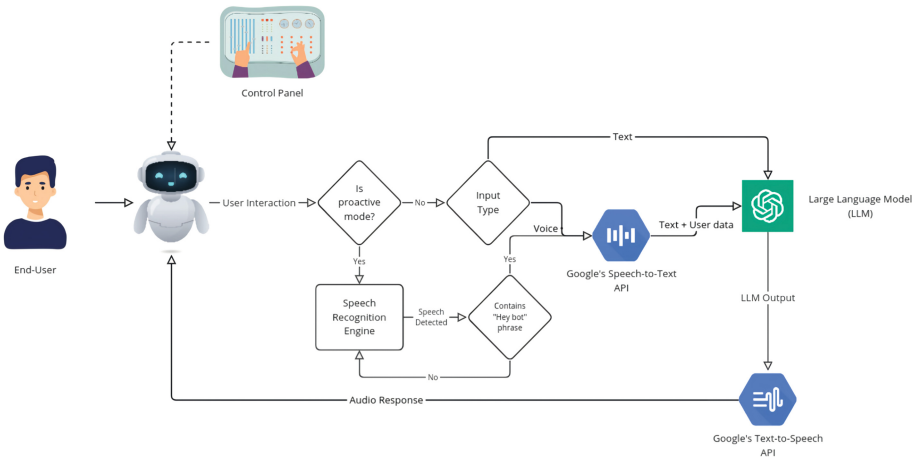 Control Panel
Text
Is
proactive
mode?
Input
Type
User Interaction
No
Large Language Model
(LLM)
Voice
Text + User data
End-User
Yes
Yes
Google's Speech-to-Text
API
Speech
Recognition
Engine
Speech
Detected
Contains
"Hey bot"
phrase
LLM Output
No
Audio Response
Google's Text-to-Speech
API